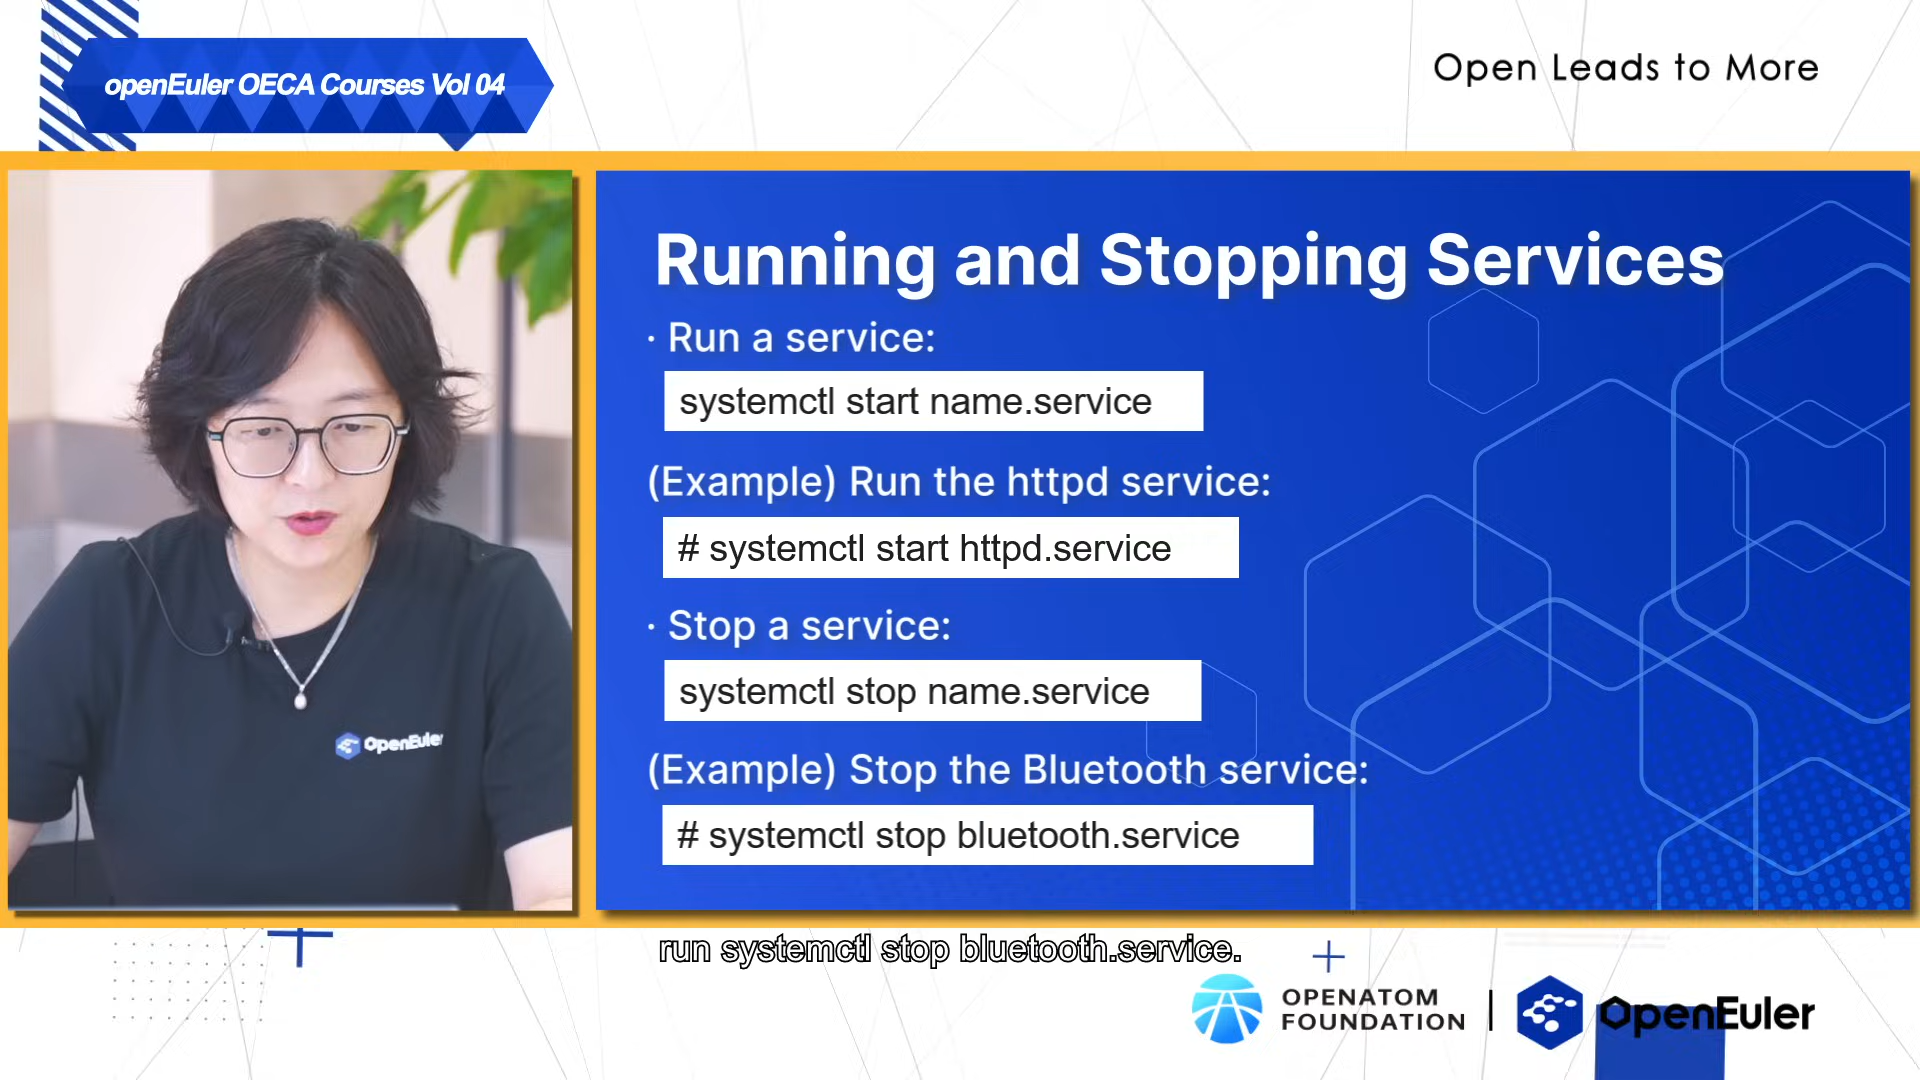 openEuler OECA Courses Vol 04
Open Leads to More
Running and Stopping Services
· Run a service:
systemctl start name.service
(Example) Run the httpd service:
# systemctl start httpd.service
· Stop a service:
systemctl stop name.service
(Example) Stop the Bluetooth service:
# systemctl stop bluetooth.service
OpenEuler
run systemctl stop bluetooth.service.
OPENATOM
FOUNDATION
OpenEuler